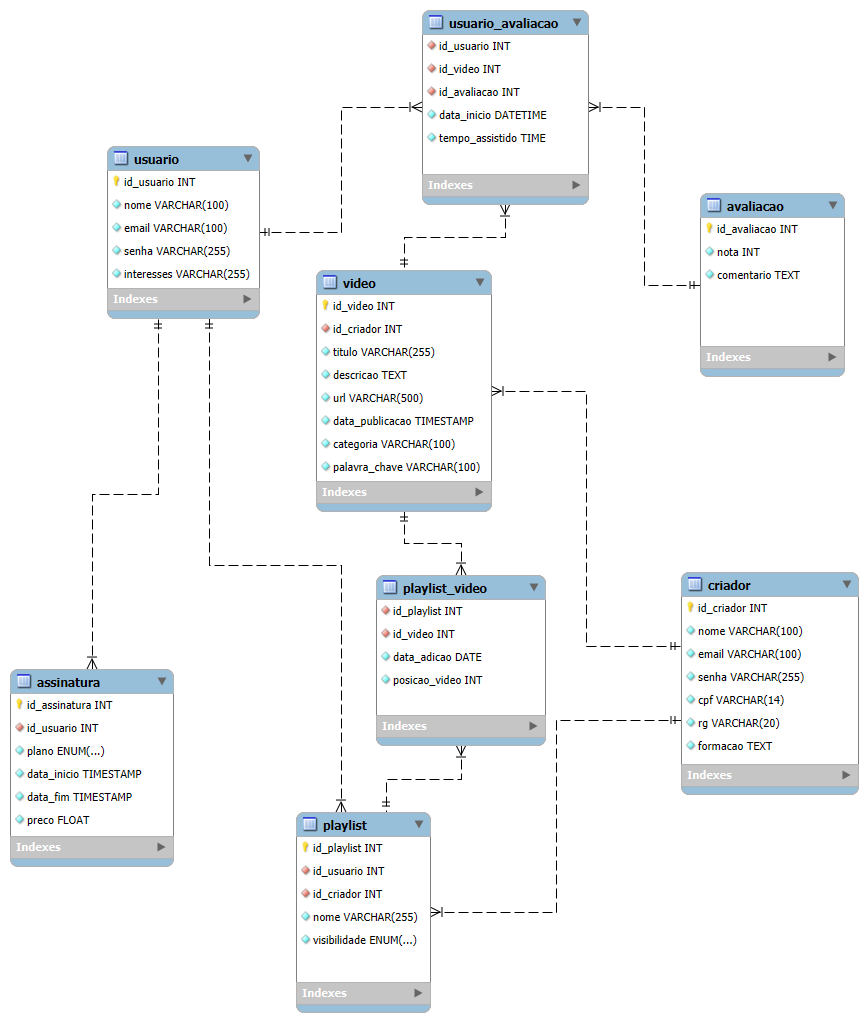 usuario_avaliacao
id_usuario INT
id_video INT
id_avaliacao INT
data_inicio DATETIME
tempo_assistido TIME
Indexes
usuario
id_usuario INT
nome VARCHAR(100)
email VARCHAR(100)
senha VARCHAR(255)
interesses VARCHAR(255)
Indexes
avaliacao
id_avaliacao INT
nota INT
comentario TEXT
Indexes
video
id_video INT
id_criador INT
titulo VARCHAR(255)
descricao TEXT
url VARCHAR(500)
data_publicacao TIMESTAMP
categoria VARCHAR(100)
palavra_chave VARCHAR(100)
Indexes
playlist_video
id_playlist INT
id_video INT
data_adicao DATE
posicao_video INT
Indexes
criador
id_criador INT
nome VARCHAR(100)
email VARCHAR(100)
senha VARCHAR(255)
cpf VARCHAR(14)
rg VARCHAR(20)
formacao TEXT
Indexes
assinatura
id_assinatura INT
id_usuario INT
plano ENUM(...)
data_inicio TIMESTAMP
data_fim TIMESTAMP
preco FLOAT
Indexes
playlist
id_playlist INT
id_usuario INT
id_criador INT
nome VARCHAR(255)
visibilidade ENUM(...)
Indexes